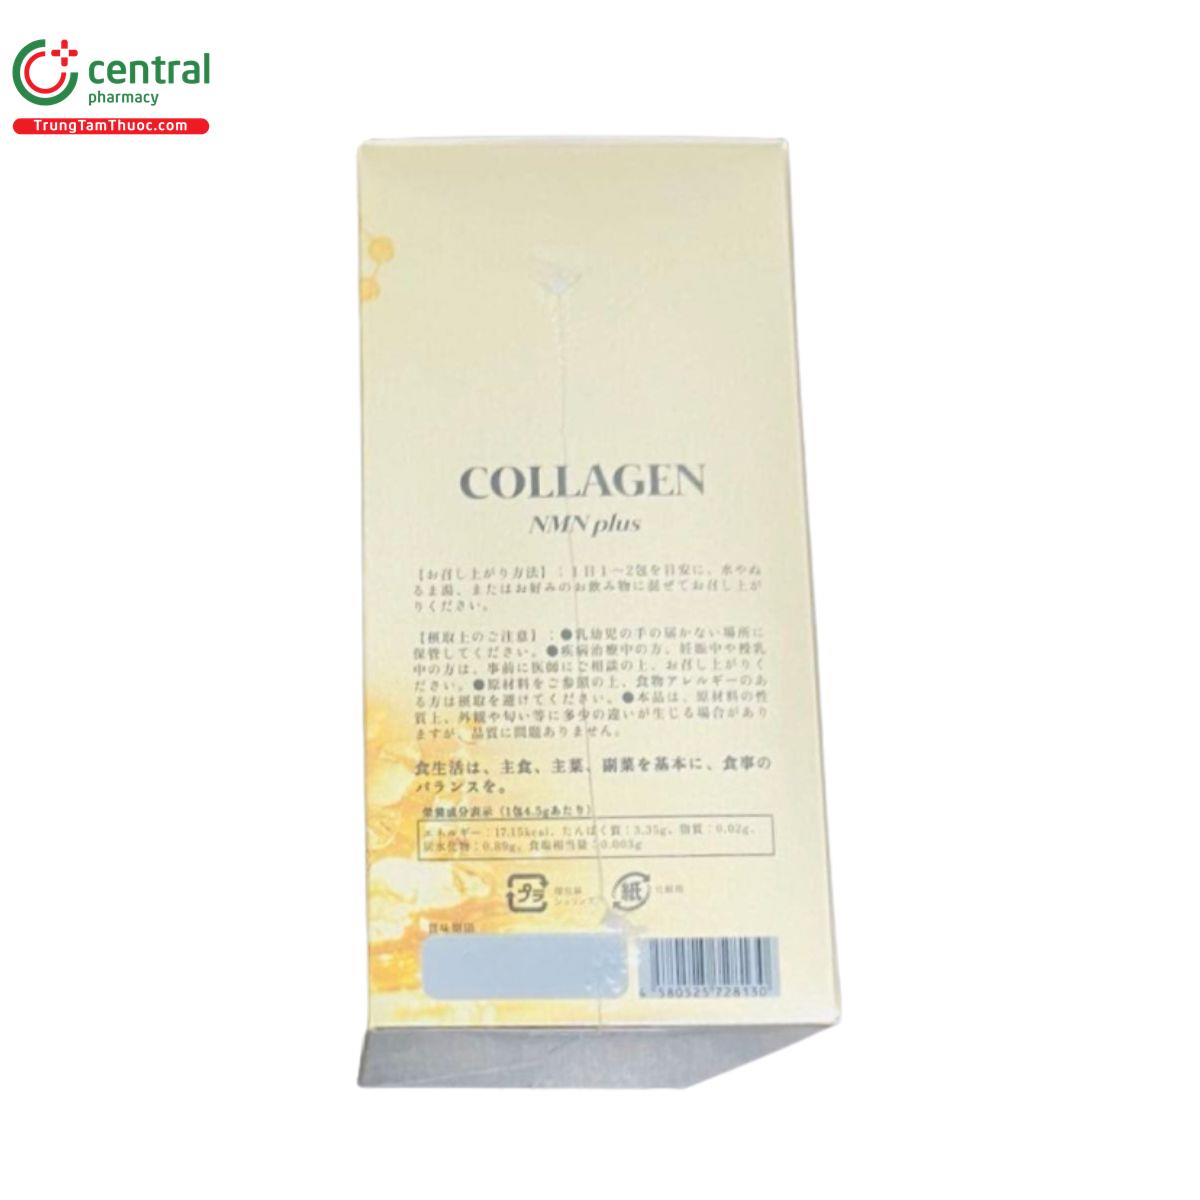 central
pharmacy
TrungTamThuoc.com
COLLAGEN
NMN plus
【お召し上がり方法】：1日1～2包を目安に、水やぬ
るま湯、またはお好みのお飲み物に混ぜてお召し上が
りください。
【摂取上のご注意】：●乳幼児の手の届かない場所に
保管してください。●疾病治療中の方、妊娠中や授乳
中の方は、事前に医師にご相談の上、お召し上がりく
ださい。●原材料をご参照の上、食物アレルギーのあ
る方は摂取を避けてください。●本品は、原材料の性
質上、外観や匂い等に多少の違いが生じる場合があり
ますが、品質に問題ありません。
食生活は、主食、主菜、副菜を基本に、食事の
バランスを。
栄養成分表示（1包4.5gあたり）
エネルギー：17.15kcal、たんぱく質：3.35g、脂質：0.02g、
炭水化物：0.89g、食塩相当量：0.003g
プラ
個包装
紙 化粧箱
賞味期限
4 580525 728130